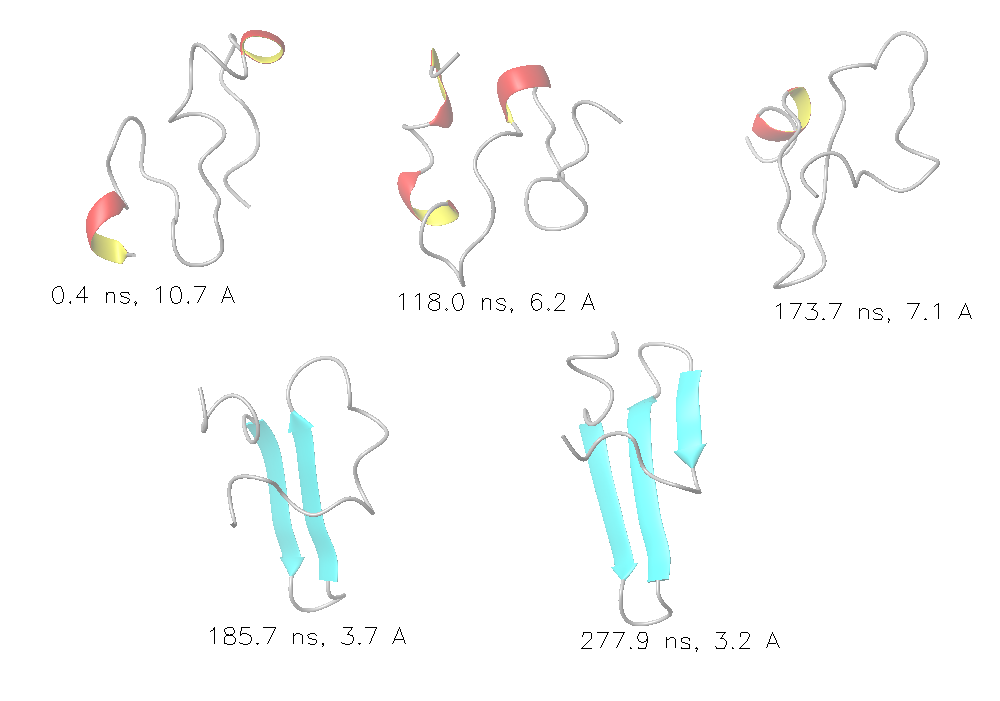 0.4 ns, 10.7 A
118.0 ns, 6.2 A
173.7 ns, 7.1 A
185.7 ns, 3.7 A
277.9 ns, 3.2 A